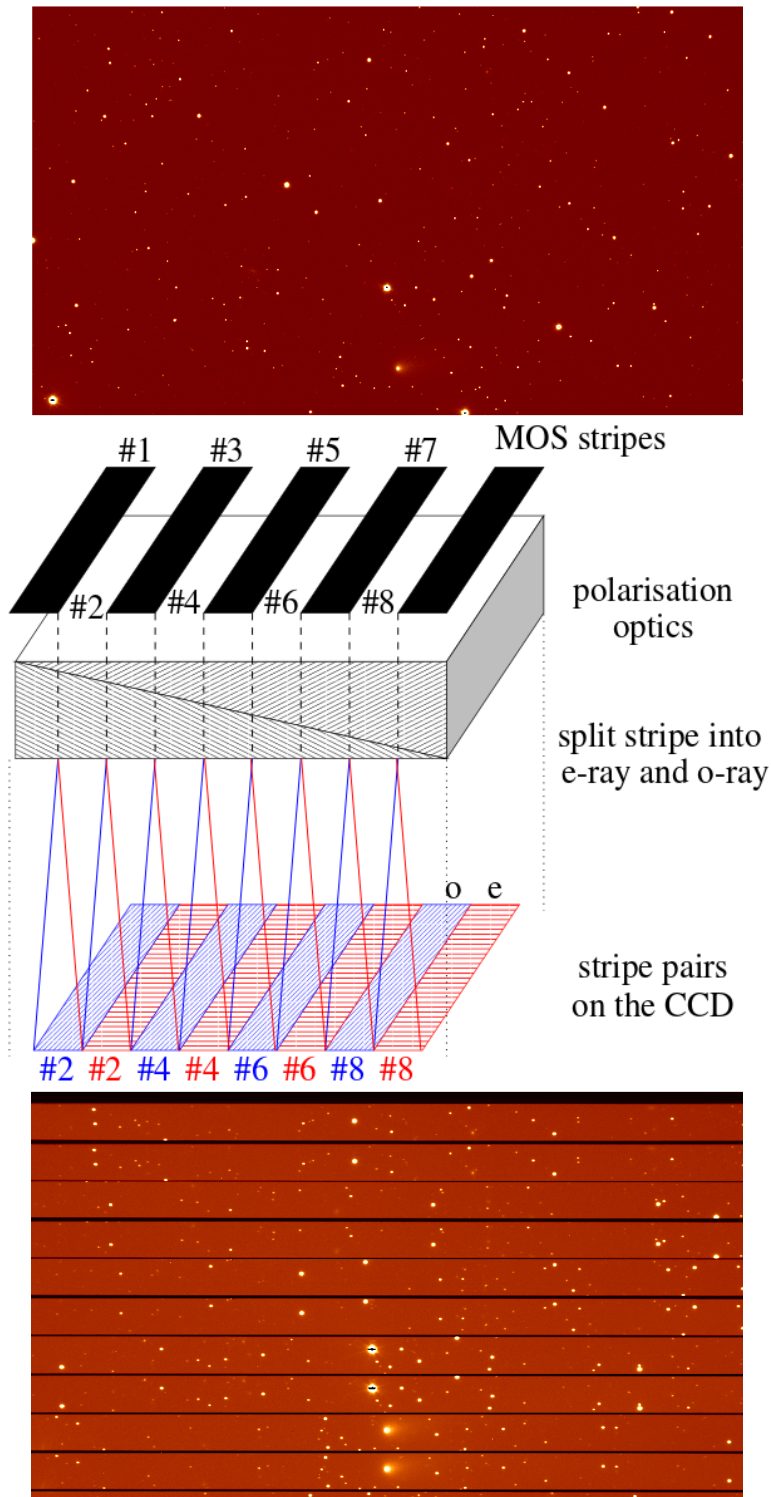 #1 #3 #5 #7 MOS stripes
#2 #4 #6 #8
polarisation
optics
split stripe into
e-ray and o-ray
o e
stripe pairs
on the CCD
#2 #2 #4 #4 #6 #6 #8 #8